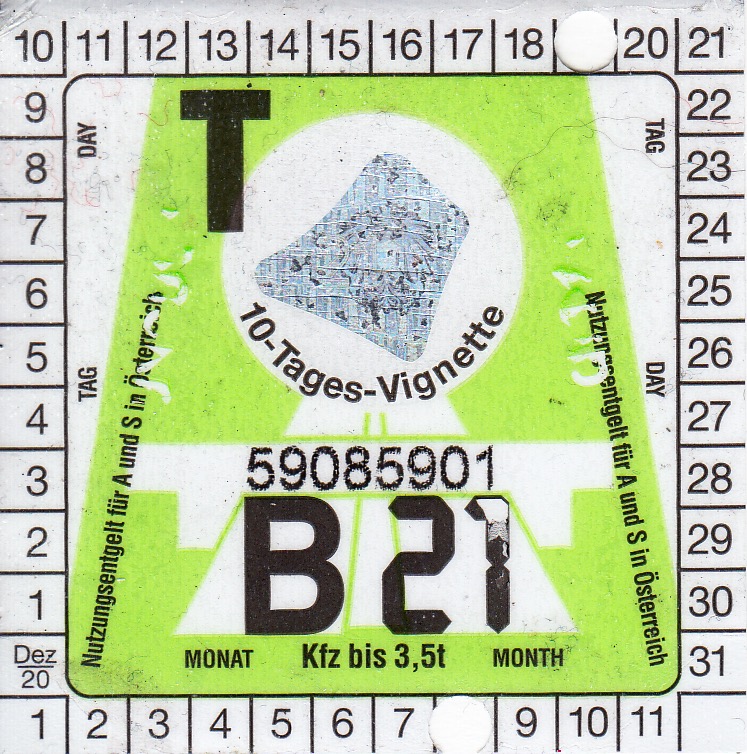 10 11 12 13 14 15 16 17 18 20 21
9 22
8 23
7 24
6 25
5 26
4 27
3 28
2 29
1 30
Dez 31
20
1 2 3 4 5 6 7 9 10 11
DAY
TAG
T
10-Tages-Vignette
TAG
DAY
Nutzungsentgelt für A und S in Österreich
Nutzungsentgelt für A und S in Österreich
59085901
B 21
MONAT Kfz bis 3,5t MONTH